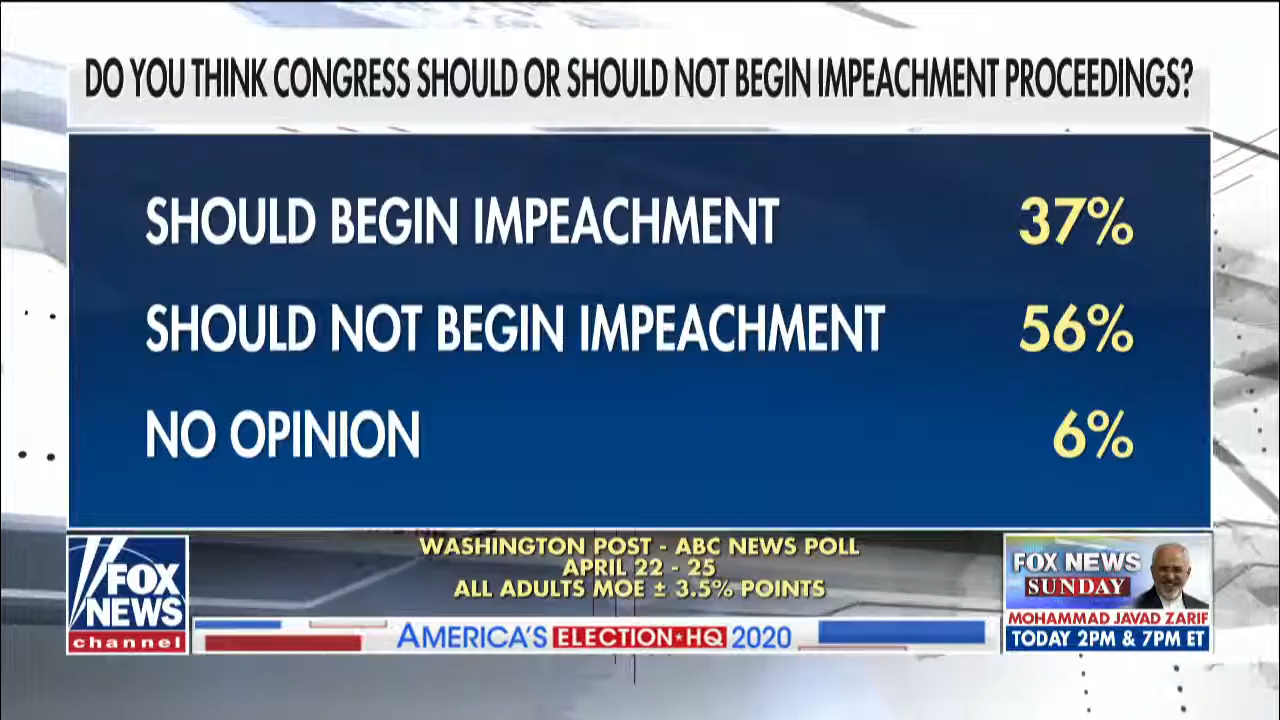 DO YOU THINK CONGRESS SHOULD OR SHOULD NOT BEGIN IMPEACHMENT PROCEEDINGS?
SHOULD BEGIN IMPEACHMENT 37%
SHOULD NOT BEGIN IMPEACHMENT 56%
NO OPINION 6%
WASHINGTON POST - ABC NEWS POLL
APRIL 22 - 25
ALL ADULTS MOE ± 3.5% POINTS
FOX
NEWS
channel
AMERICA'S ELECTION★HQ 2020
FOX NEWS
SUNDAY
MOHAMMAD JAVAD ZARIF
TODAY 2PM & 7PM ET